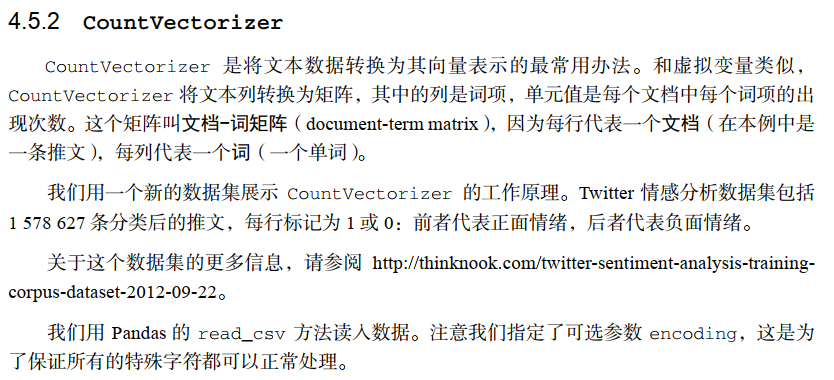 4.5.2 CountVectorizer
CountVectorizer 是将文本数据转换为其向量表示的最常用办法。和虚拟变量类似，
CountVectorizer 将文本列转换为矩阵，其中的列是词项，单元值是每个文档中每个词项的出
现次数。这个矩阵叫文档-词矩阵（document-term matrix），因为每行代表一个文档（在本例中是
一条推文），每列代表一个词（一个单词）。
我们用一个新的数据集展示 CountVectorizer 的工作原理。Twitter 情感分析数据集包括
1 578 627 条分类后的推文，每行标记为 1 或 0：前者代表正面情绪，后者代表负面情绪。
关于这个数据集的更多信息，请参阅 http://thinknook.com/twitter-sentiment-analysis-training-
corpus-dataset-2012-09-22。
我们用 Pandas 的 read_csv 方法读入数据。注意我们指定了可选参数 encoding，这是为
了保证所有的特殊字符都可以正常处理。